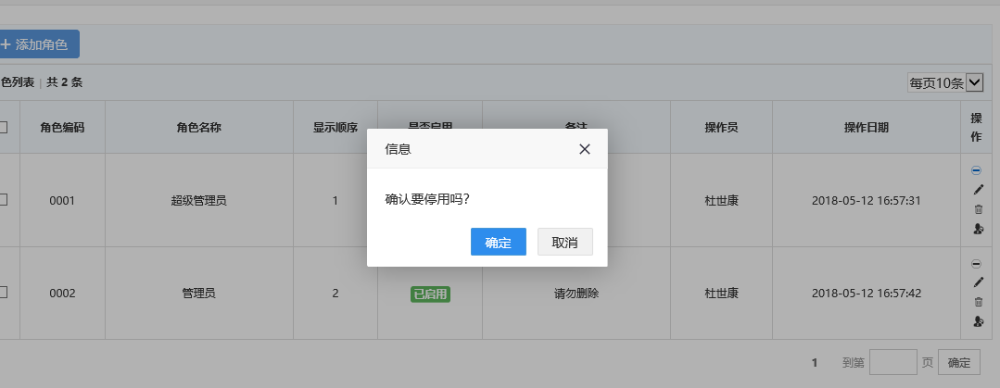 添加角色
色列表 | 共 2 条
每页10条
角色编码 角色名称 显示顺序 是否启用 备注 操作员 操作日期 操作
0001 超级管理员 1 杜世康 2018-05-12 16:57:31
信息
确认要停用吗？
确定 取消
0002 管理员 2 已启用 请勿删除 杜世康 2018-05-12 16:57:42
1 到第 页 确定